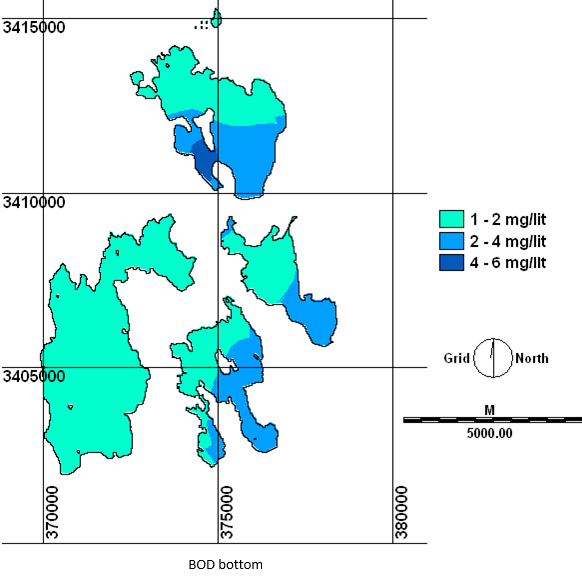 3415000
3410000
1 - 2 mg/lit
2 - 4 mg/lit
4 - 6 mg/lit
Grid North
3405000
M
5000.00
370000
375000
380000
BOD bottom